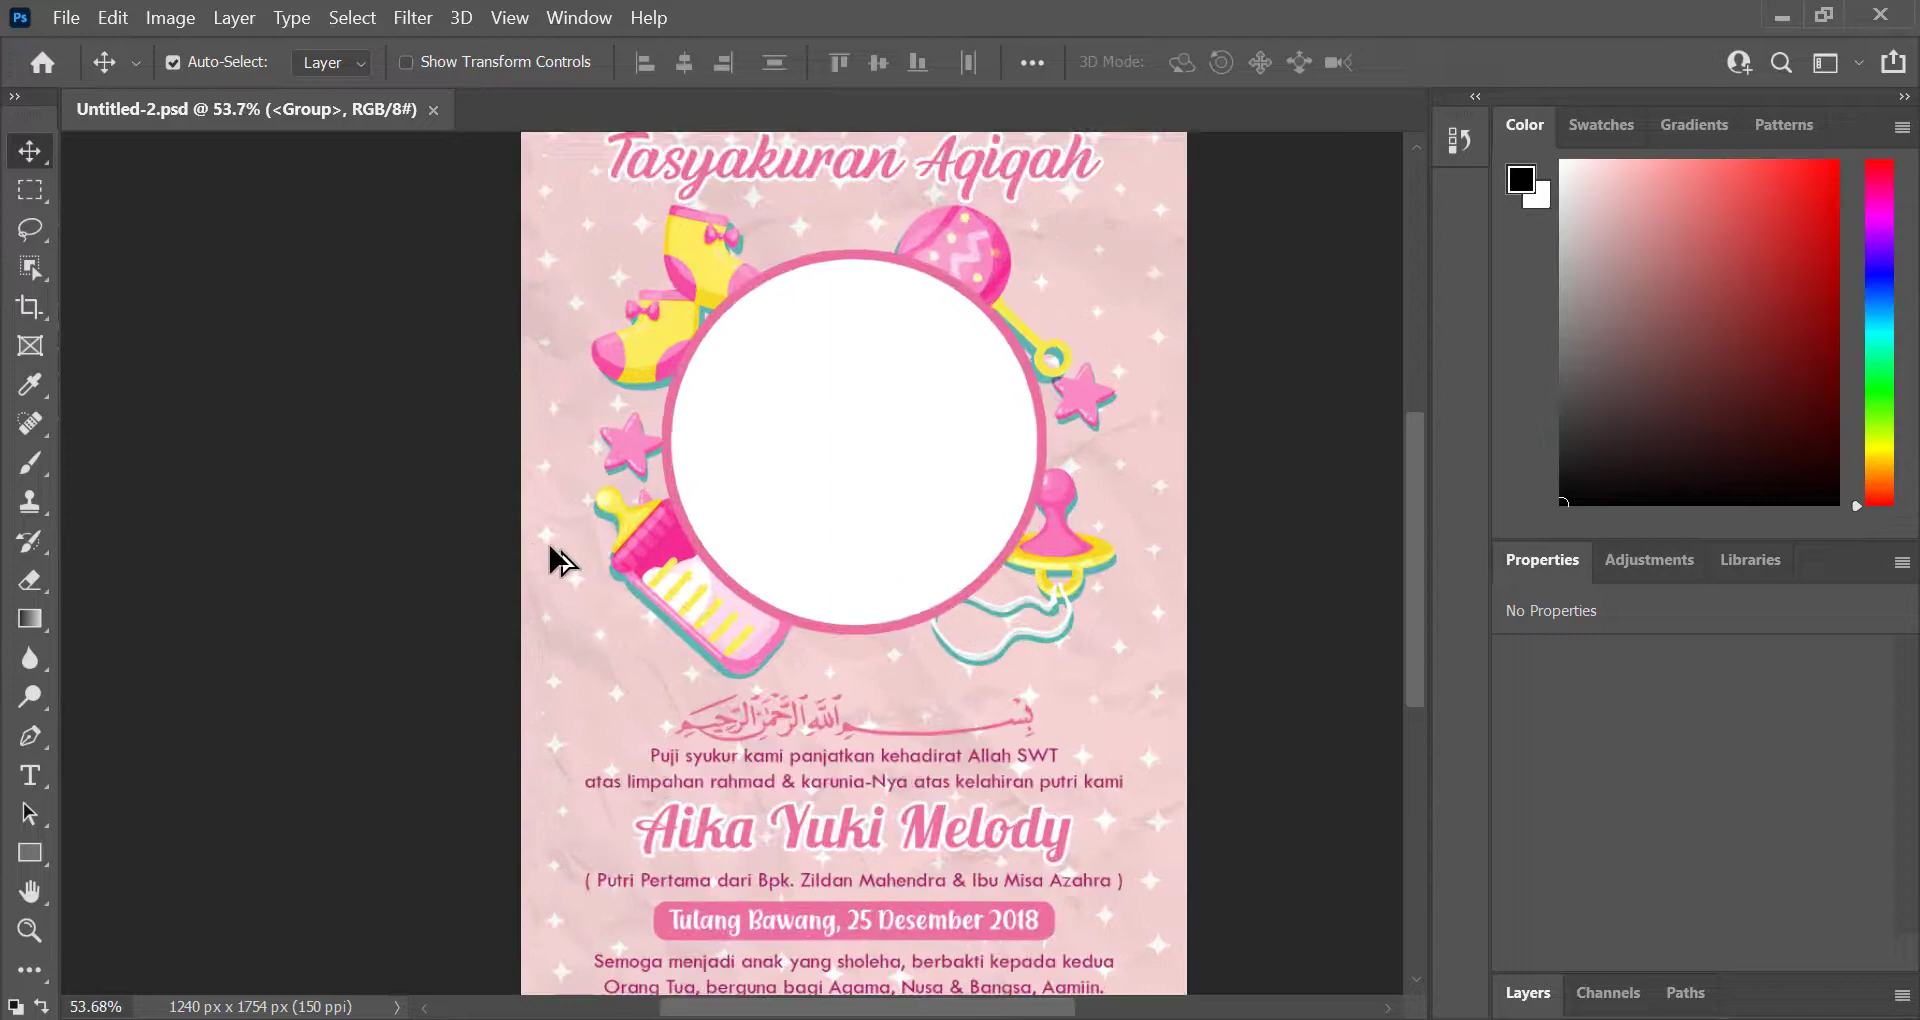 Ps File Edit Image Layer Type Select Filter 3D View Window Help
Auto-Select: Layer Show Transform Controls 3D Mode:
Untitled-2.psd @ 53.7% (<Group>, RGB/8#)
Color Swatches Gradients Patterns
Tasyakuran Aqiqah
Properties Adjustments Libraries
No Properties
بِسْمِ اللَّهِ الرَّحْمَٰنِ الرَّحِيمِ
Puji syukur kami panjatkan kehadirat Allah SWT
atas limpahan rahmad & karunia-Nya atas kelahiran putri kami
Aika Yuki Melody
( Putri Pertama dari Bpk. Zildan Mahendra & Ibu Misa Azahra )
Tulang Bawang, 25 Desember 2018
Semoga menjadi anak yang sholeha, berbakti kepada kedua
Orang Tua, berguna bagi Agama, Nusa & Bangsa, Aamiin.
Layers Channels Paths
53.68% 1240 px x 1754 px (150 ppi)